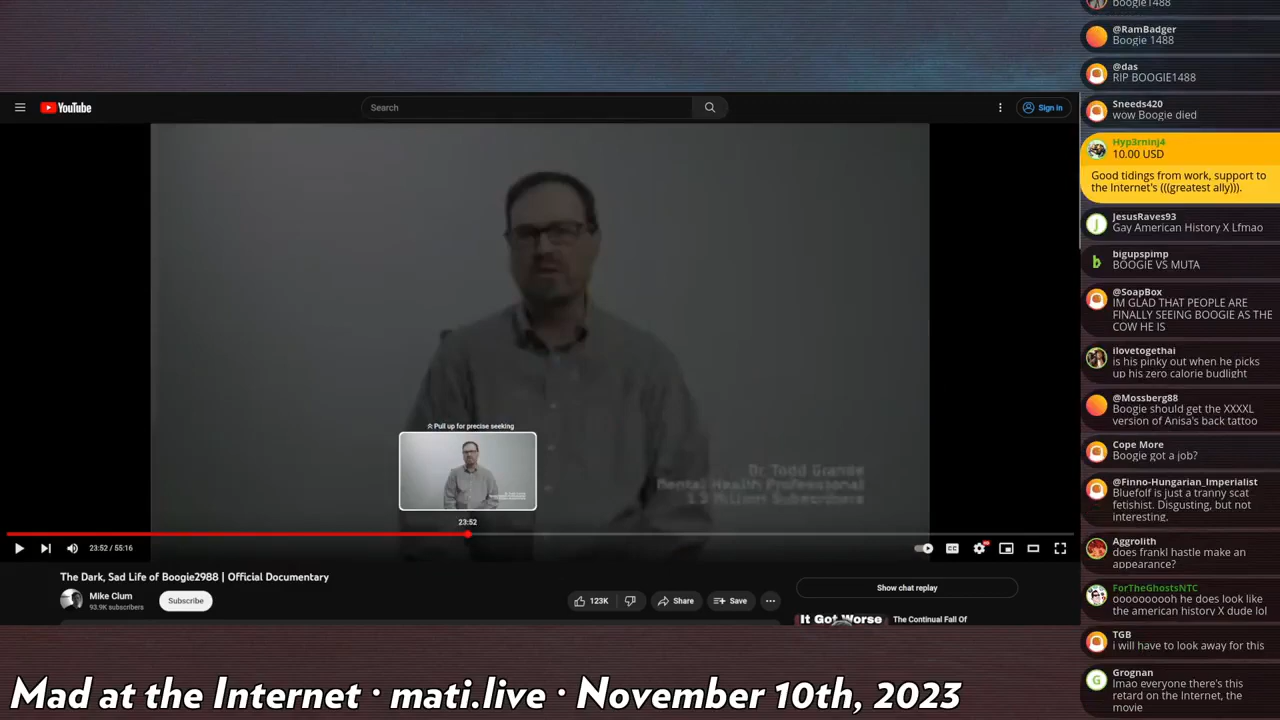 boogie1488
@RamBadger
Boogie 1488
@das
RIP BOOGIE1488
Sneeds420
wow Boogie died
Hyp3rninj4
10.00 USD
Good tidings from work, support to
the Internet's (((greatest ally))).
JesusRaves93
Gay American History X Lfmao
bigupspimp
BOOGIE VS MUTA
@SoapBox
IM GLAD THAT PEOPLE ARE
FINALLY SEEING BOOGIE AS THE
COW HE IS
ilovetogethai
is his pinky out when he picks
up his zero calorie budlight
@Mossberg88
Boogie should get the XXXXL
version of Anisa's back tattoo
Cope More
Boogie got a job?
@Finno-Hungarian_Imperialist
Bluefolf is just a tranny scat
fetishist. Disgusting, but not
interesting.
Aggrolith
does frankl hastle make an
appearance?
ForTheGhostsNTC
ooooooooh he does look like
the american history X dude lol
TGB
i will have to look away for this
Grognan
lmao everyone there's this
retard on the Internet, the
movie
YouTube
Search
Sign in
Dr. Todd Grande
Mental Health Professional
Pull up for precise seeking
23:52
23:52 / 55:16
CC
The Dark, Sad Life of Boogie2988 | Official Documentary
Mike Clum
93.9K subscribers
Subscribe
123K
Share
Save
Show chat replay
It Got Worse
The Continual Fall Of
Mad at the Internet · mati.live · November 10th, 2023